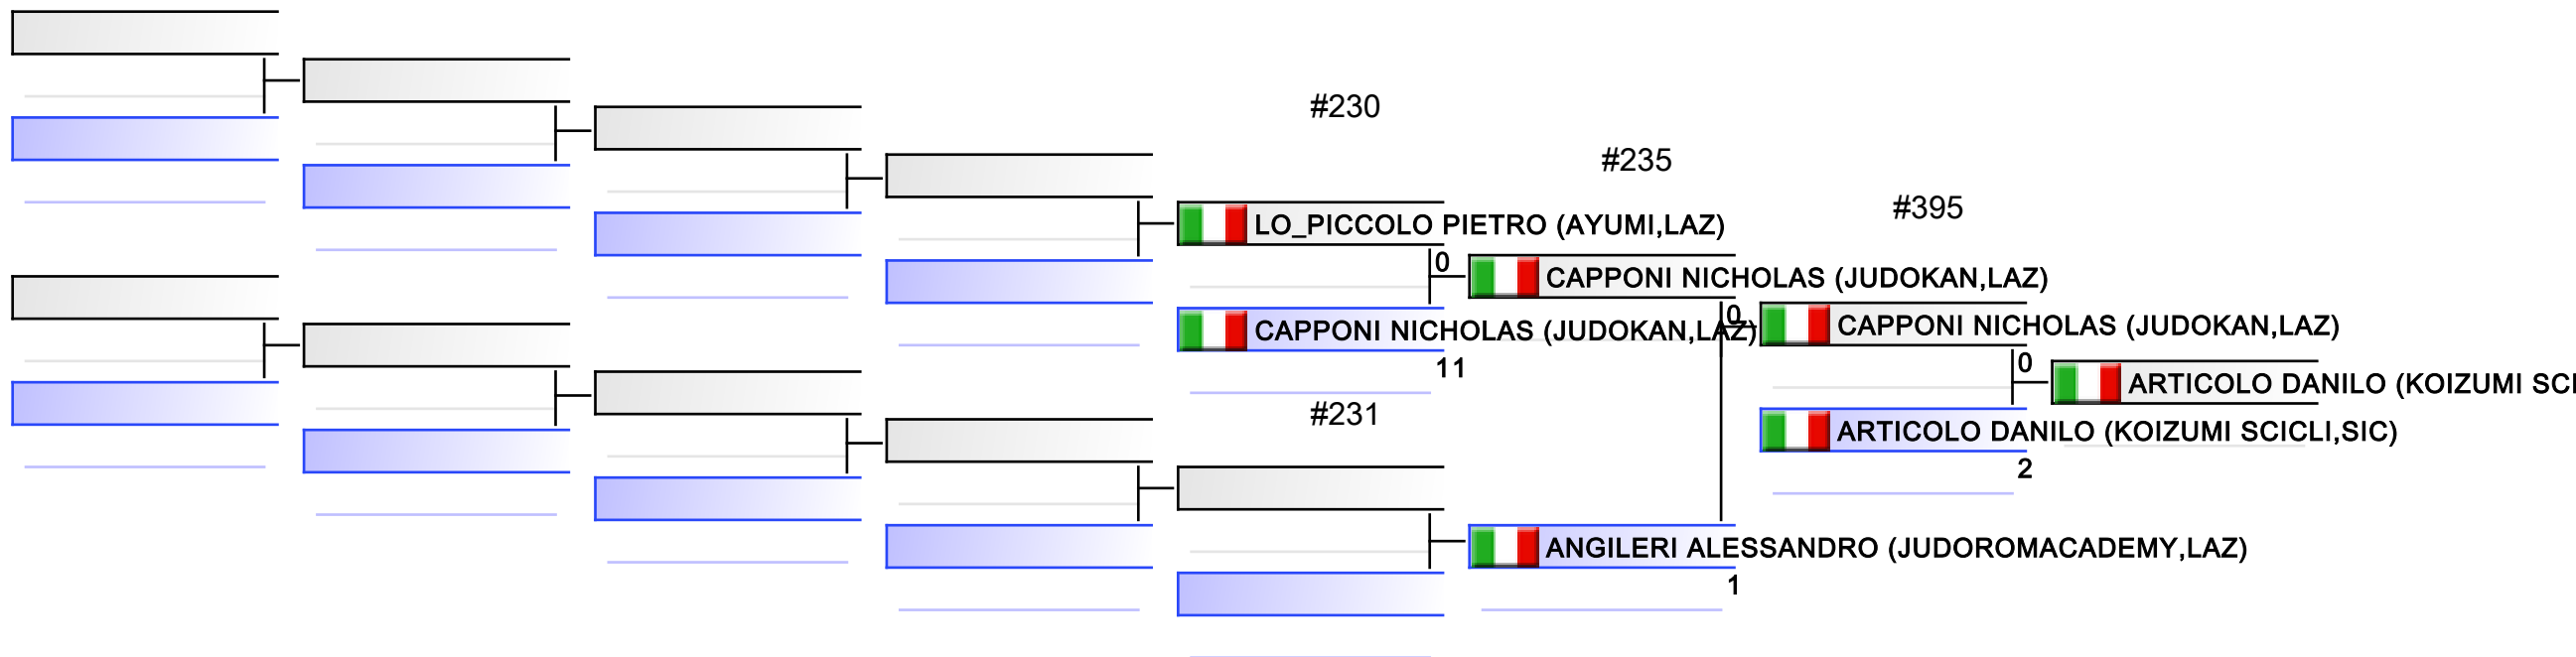 #230
#235
#395
LO_PICCOLO PIETRO (AYUMI,LAZ)
0
CAPPONI NICHOLAS (JUDOKAN,LAZ)
CAPPONI NICHOLAS (JUDOKAN,LAZ)
11
0
CAPPONI NICHOLAS (JUDOKAN,LAZ)
0
ARTICOLO DANILO (KOIZUMI SCI
ARTICOLO DANILO (KOIZUMI SCICLI,SIC)
2
#231
ANGILERI ALESSANDRO (JUDOROMACADEMY,LAZ)
1